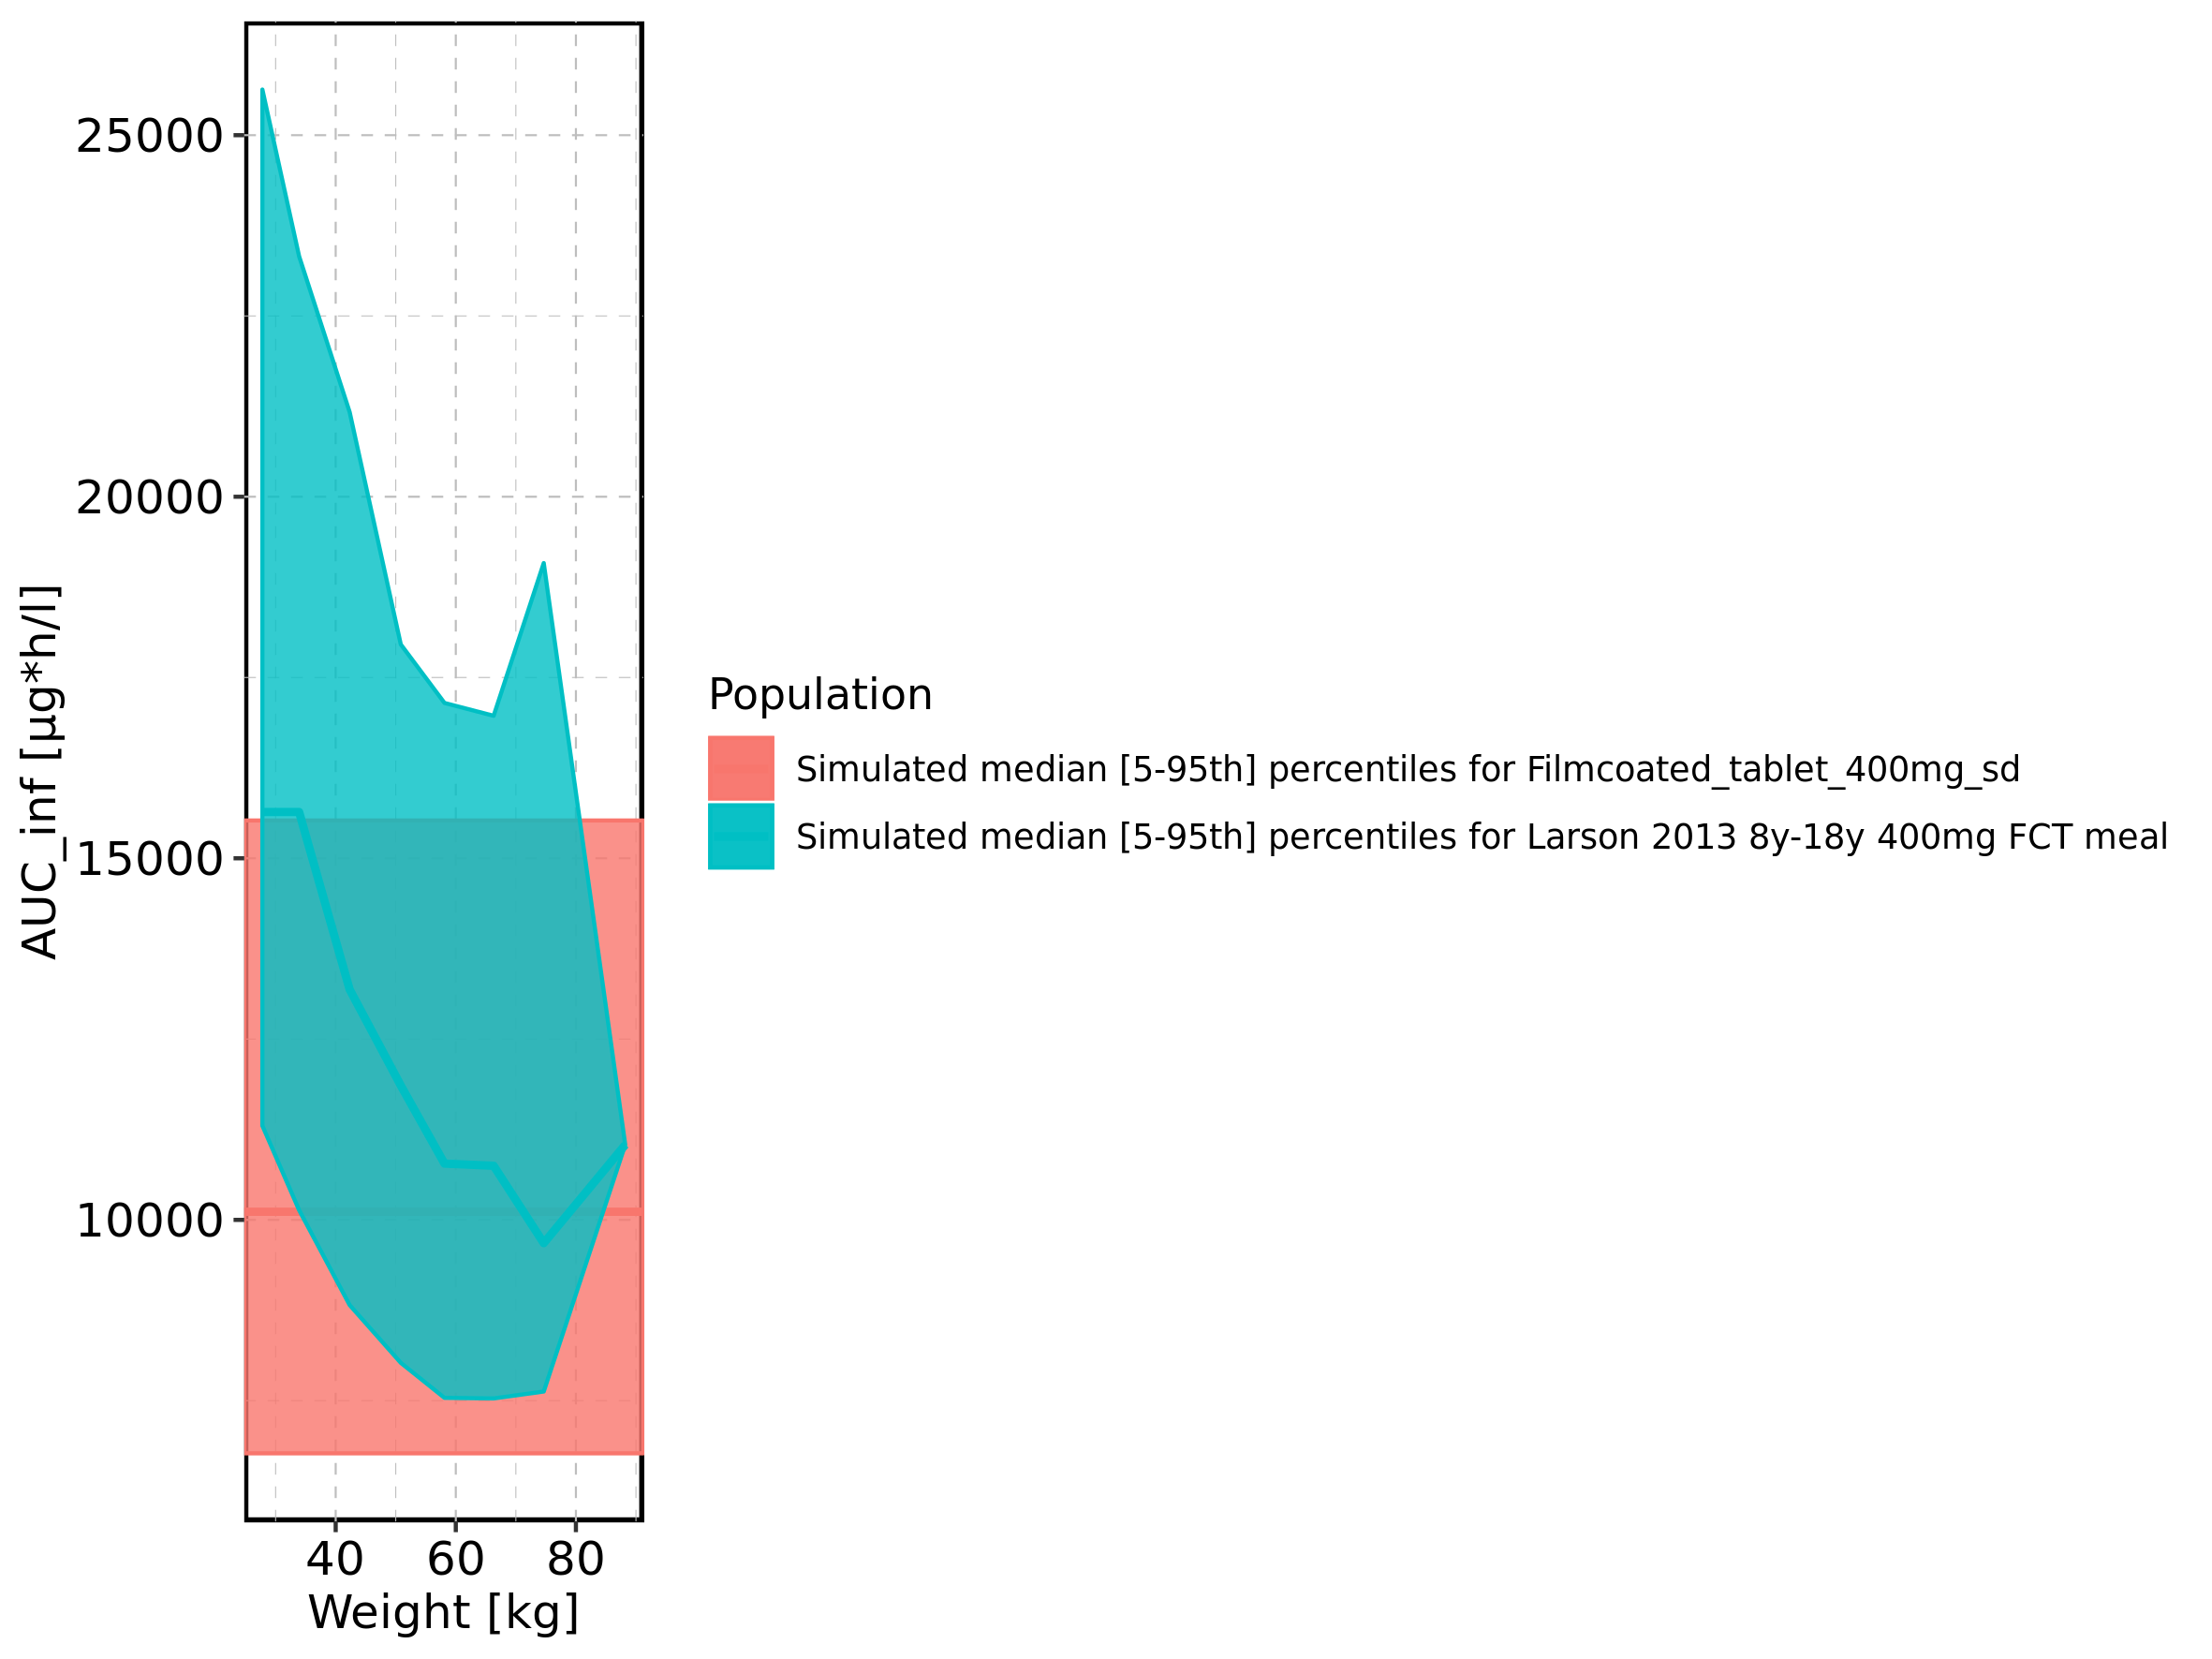 25000
20000
15000
10000
AUC_inf [µg*h/l]
40 60 80
Weight [kg]
Population
Simulated median [5-95th] percentiles for Filmcoated_tablet_400mg_sd
Simulated median [5-95th] percentiles for Larson 2013 8y-18y 400mg FCT meal